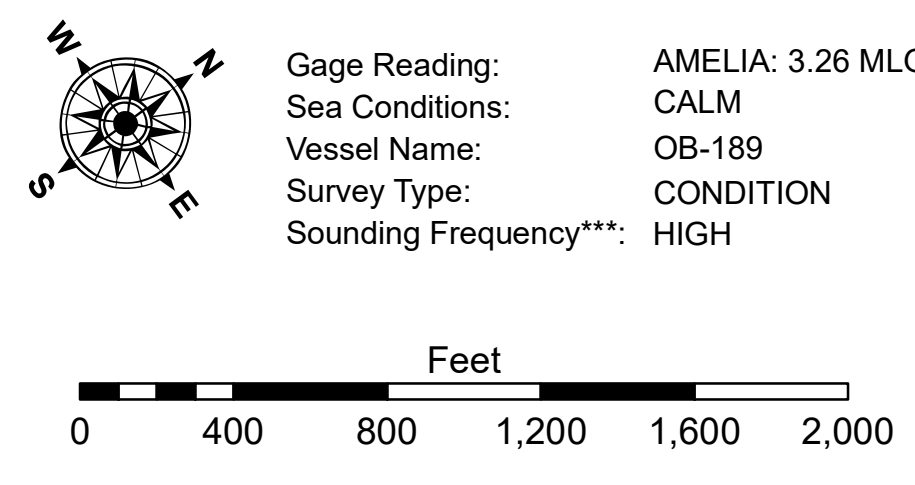 W
N
S
E
Gage Reading: AMELIA: 3.26
Sea Conditions: CALM
Vessel Name: OB-189
Survey Type: CONDITION
Sounding Frequency***: HIGH
Feet
0 400 800 1,200 1,600 2,000